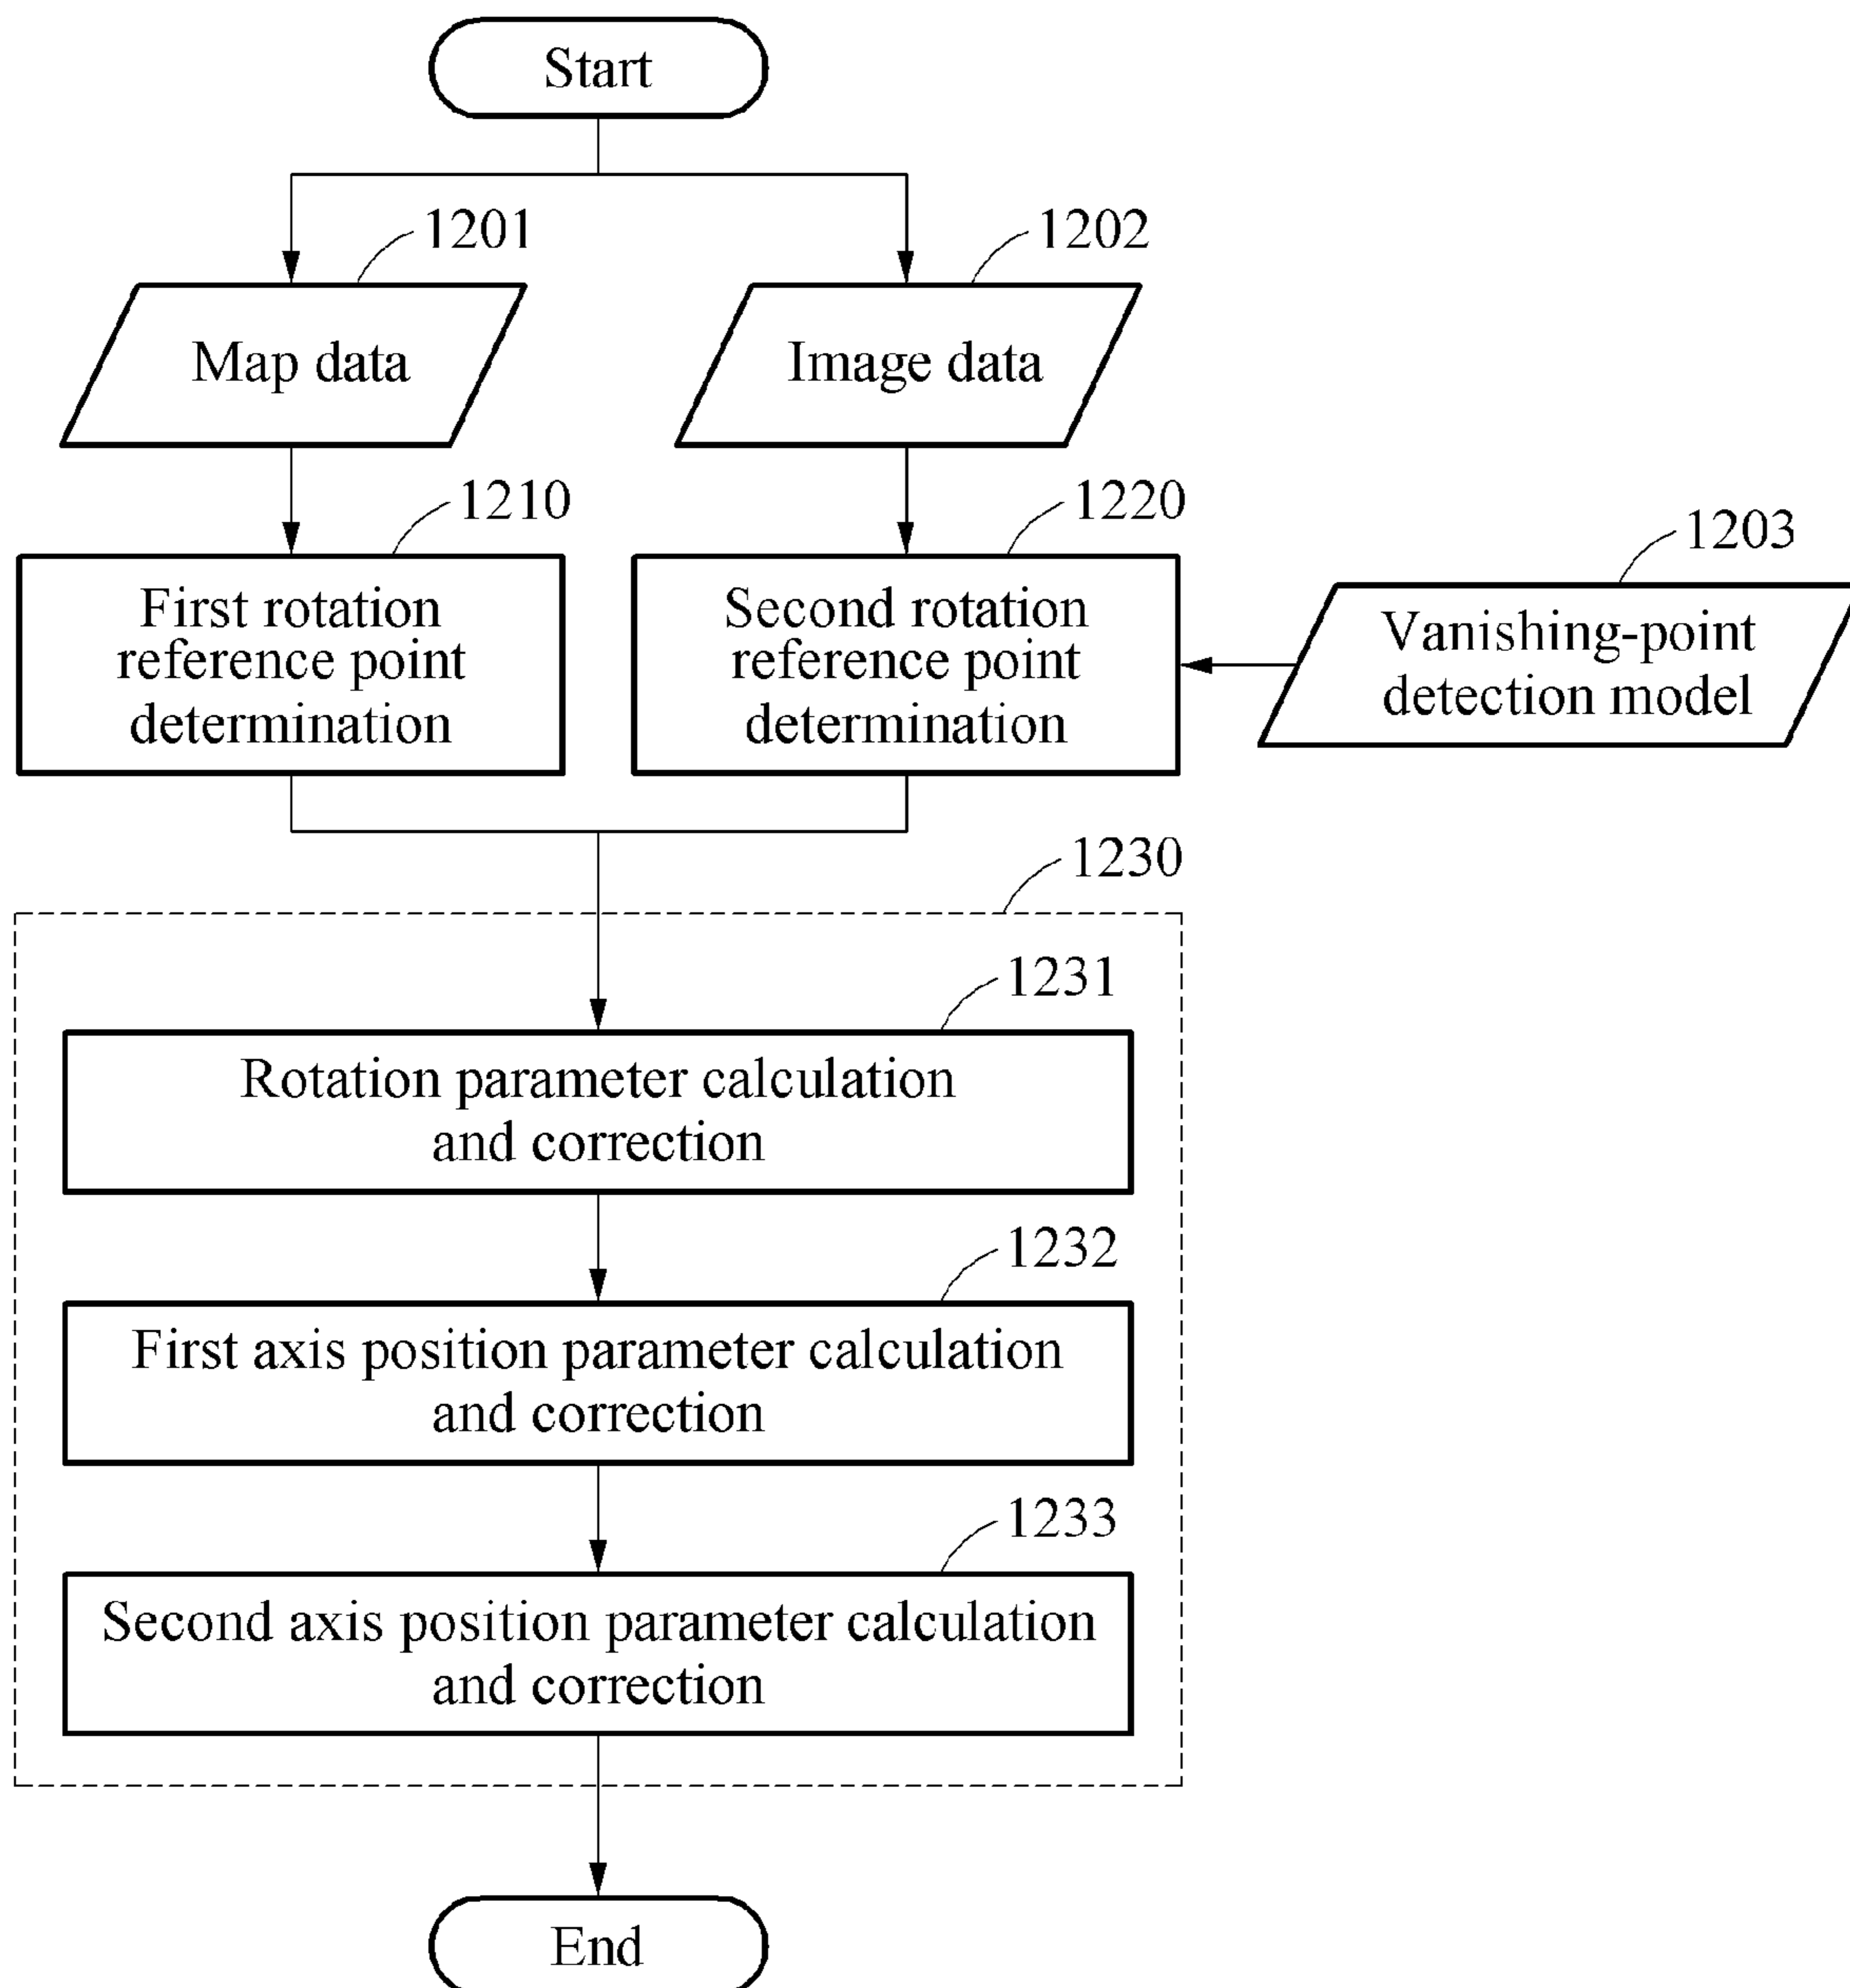 Start
1201
1202
Map data
Image data
1210
1220
1203
First rotation
reference point
determination
Second rotation
reference point
determination
Vanishing-point
detection model
1230
1231
Rotation parameter calculation
and correction
1232
First axis position parameter calculation
and correction
1233
Second axis position parameter calculation
and correction
End